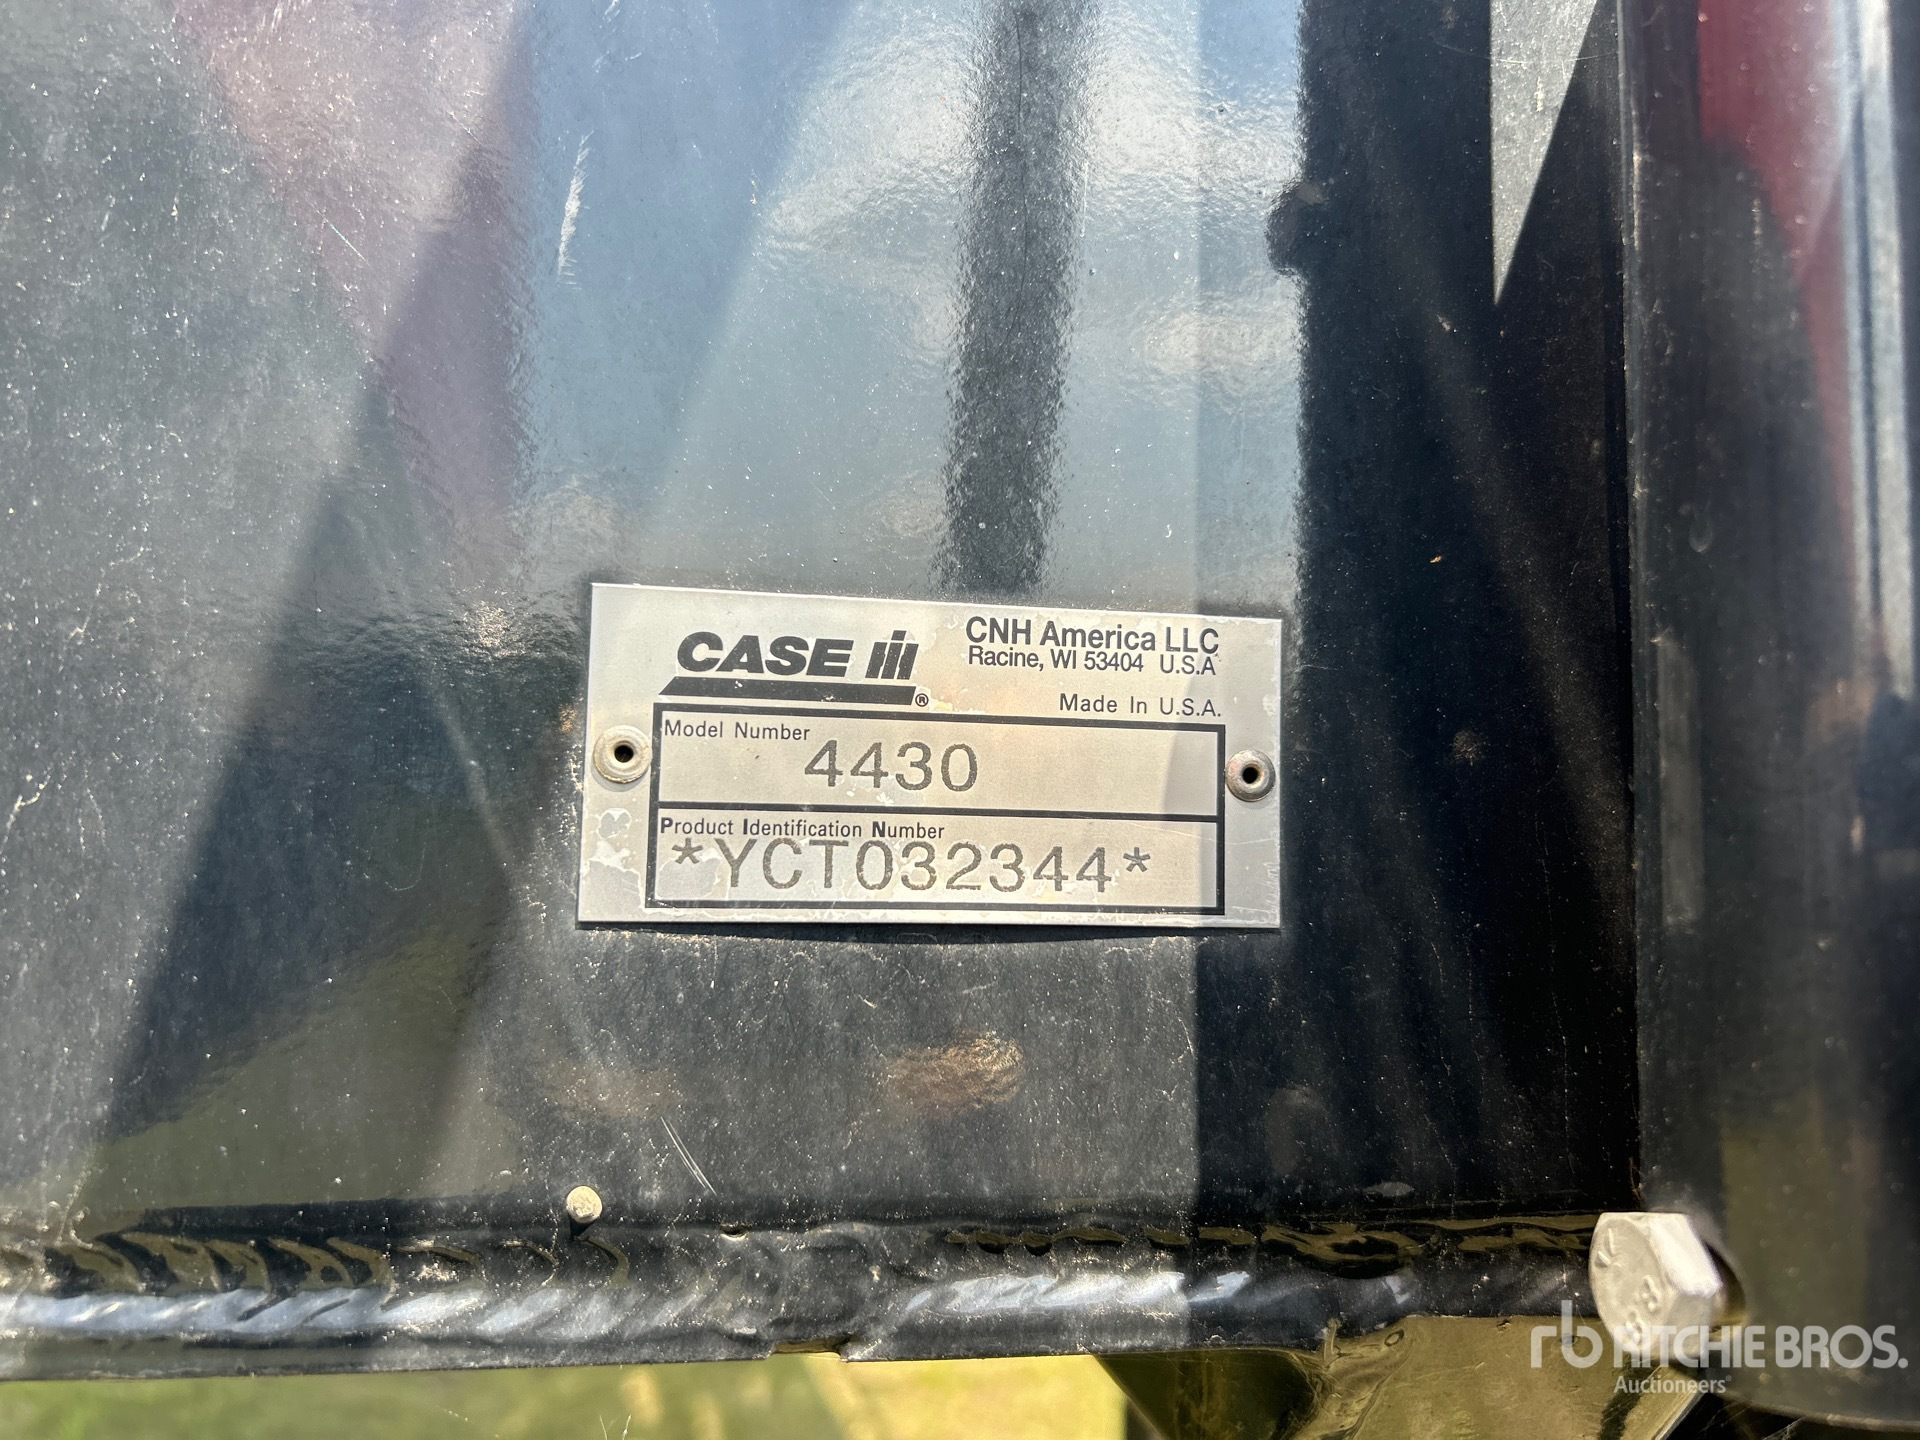 CASE IH ®
CNH America LLC
Racine, WI 53404 U.S.A
Made In U.S.A.
Model Number
4430
Product Identification Number
*YCT032344*
rb RITCHIE BROS.
Auctioneers